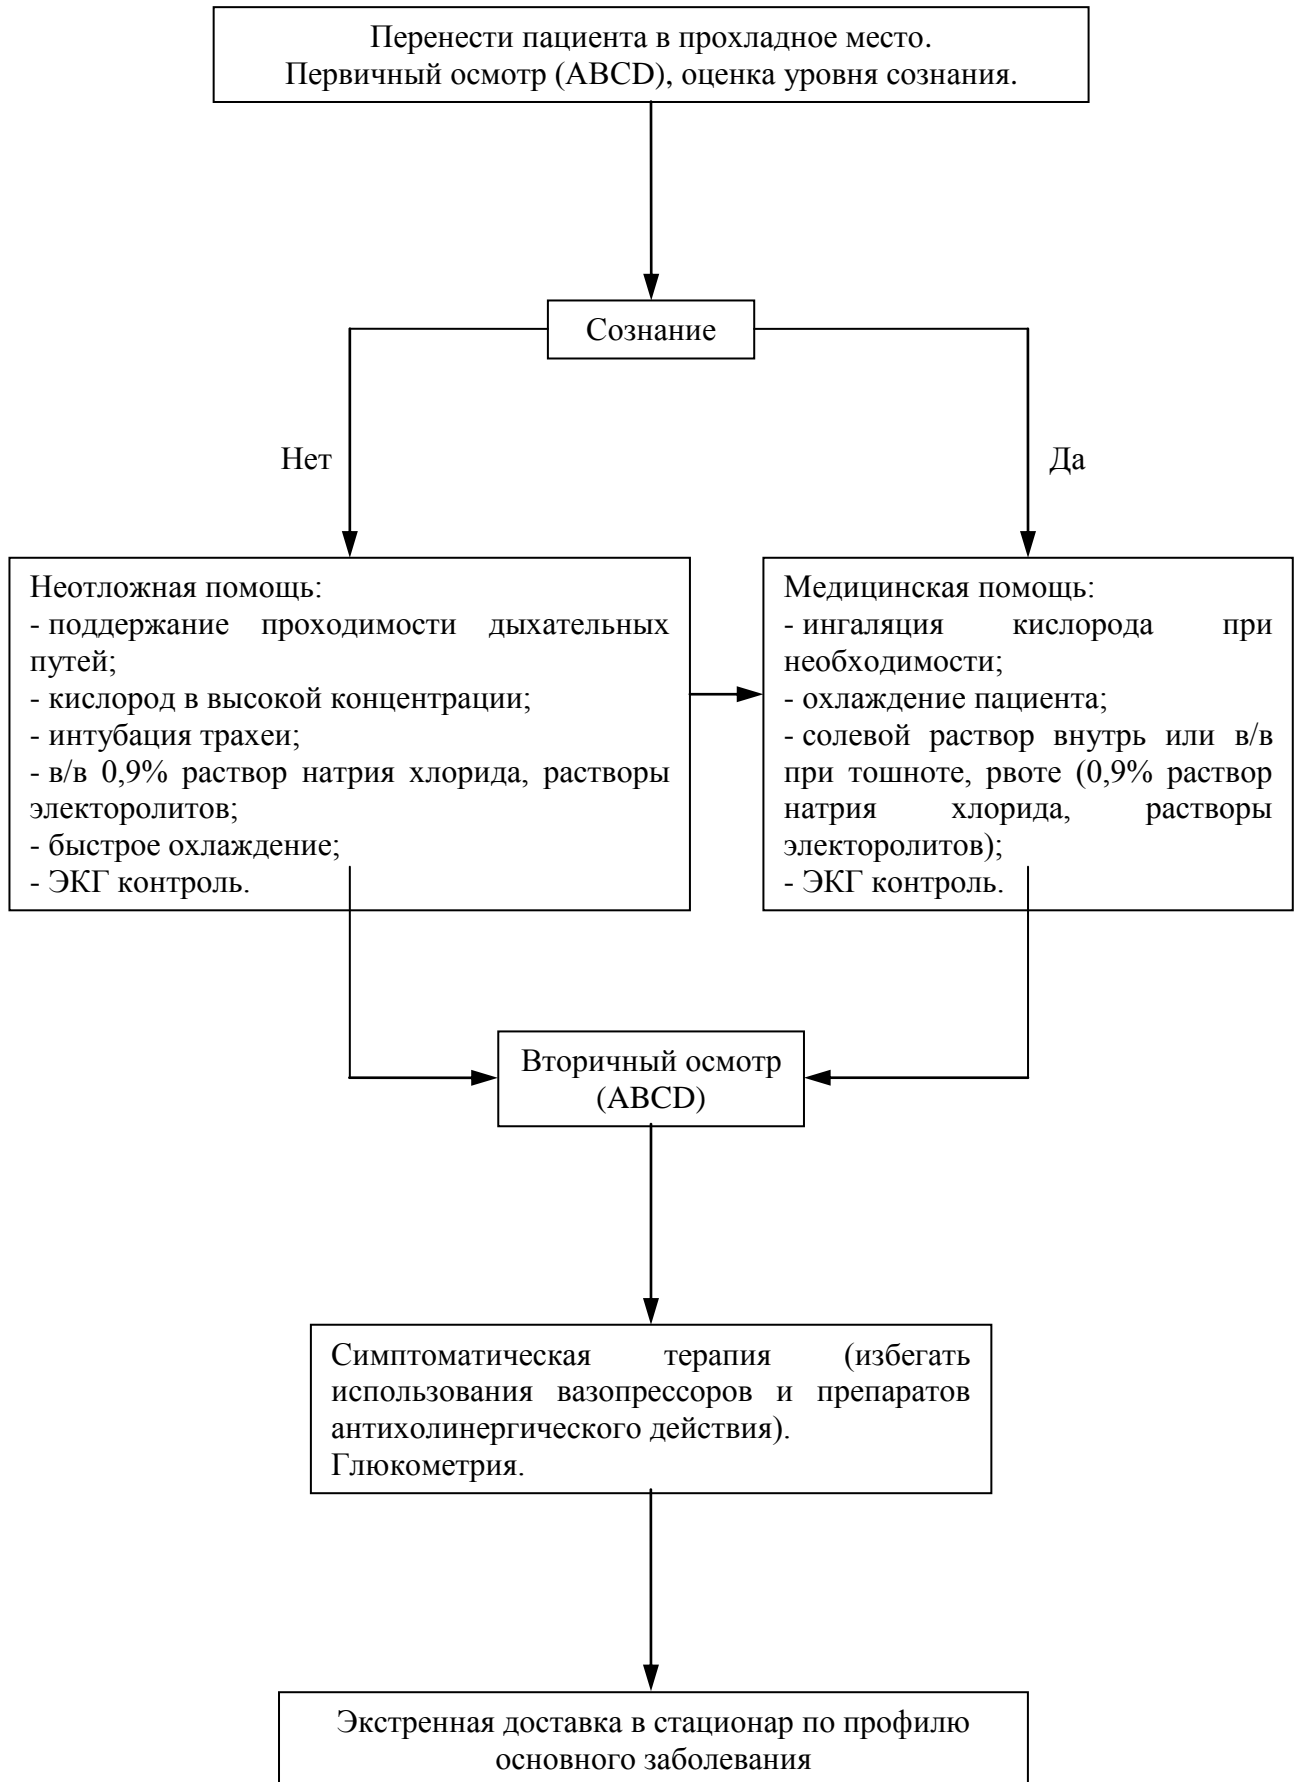 Перенести пациента в прохладное место.
Первичный осмотр (ABCD), оценка уровня сознания.
Сознание
Нет
Да
Неотложная помощь:
- поддержание проходимости дыхательных
путей;
- кислород в высокой концентрации;
- интубация трахеи;
- в/в 0,9% раствор натрия хлорида, растворы
электоролитов;
- быстрое охлаждение;
- ЭКГ контроль.
Медицинская помощь:
- ингаляция кислорода при
необходимости;
- охлаждение пациента;
- солевой раствор внутрь или в/в
при тошноте, рвоте (0,9% раствор
натрия хлорида, растворы
электоролитов);
- ЭКГ контроль.
Вторичный осмотр
(ABCD)
Симптоматическая терапия (избегать
использования вазопрессоров и препаратов
антихолинергического действия).
Глюкометрия.
Экстренная доставка в стационар по профилю
основного заболевания